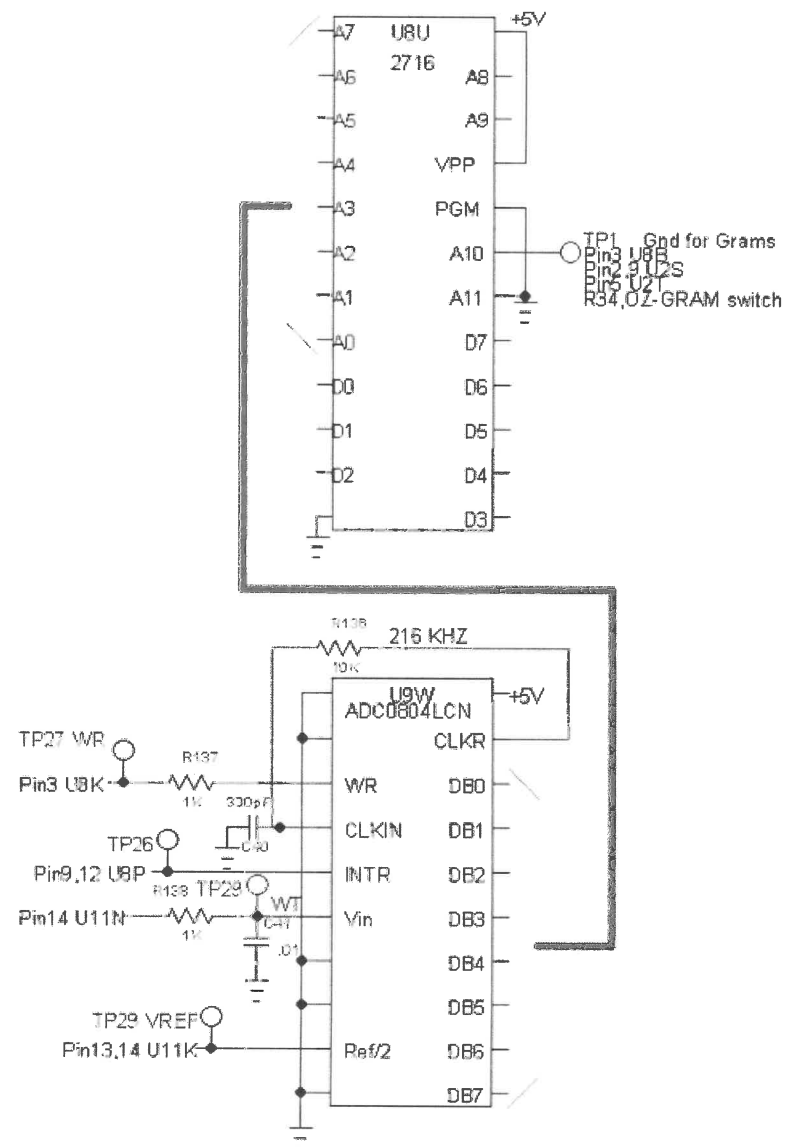 +5V
A7 U8U
2716
A6 A8
A5 A9
A4 VPP
A3 PGM
TP1 Gnd for Grams
A2 A10 Pin3 U8B
Pin2,9 U2S
Pin5 U2T
A1 A11 R34,OZ-GRAM switch
A0 D7
D0 D6
D1 D5
D2 D4
D3
R136
216 KHZ
10K
U9W +5V
ADC0804LCN
TP27 WR CLKR
R137
Pin3 U8K WR DB0
1K
300pF
CLKIN DB1
TP26 C40
Pin9,12 U8P INTR DB2
R138 TP29
WT
Pin14 U11N Vin DB3
C41
1K
.01
DB4
DB5
TP29 VREF
Pin13,14 U11K Ref/2 DB6
DB7